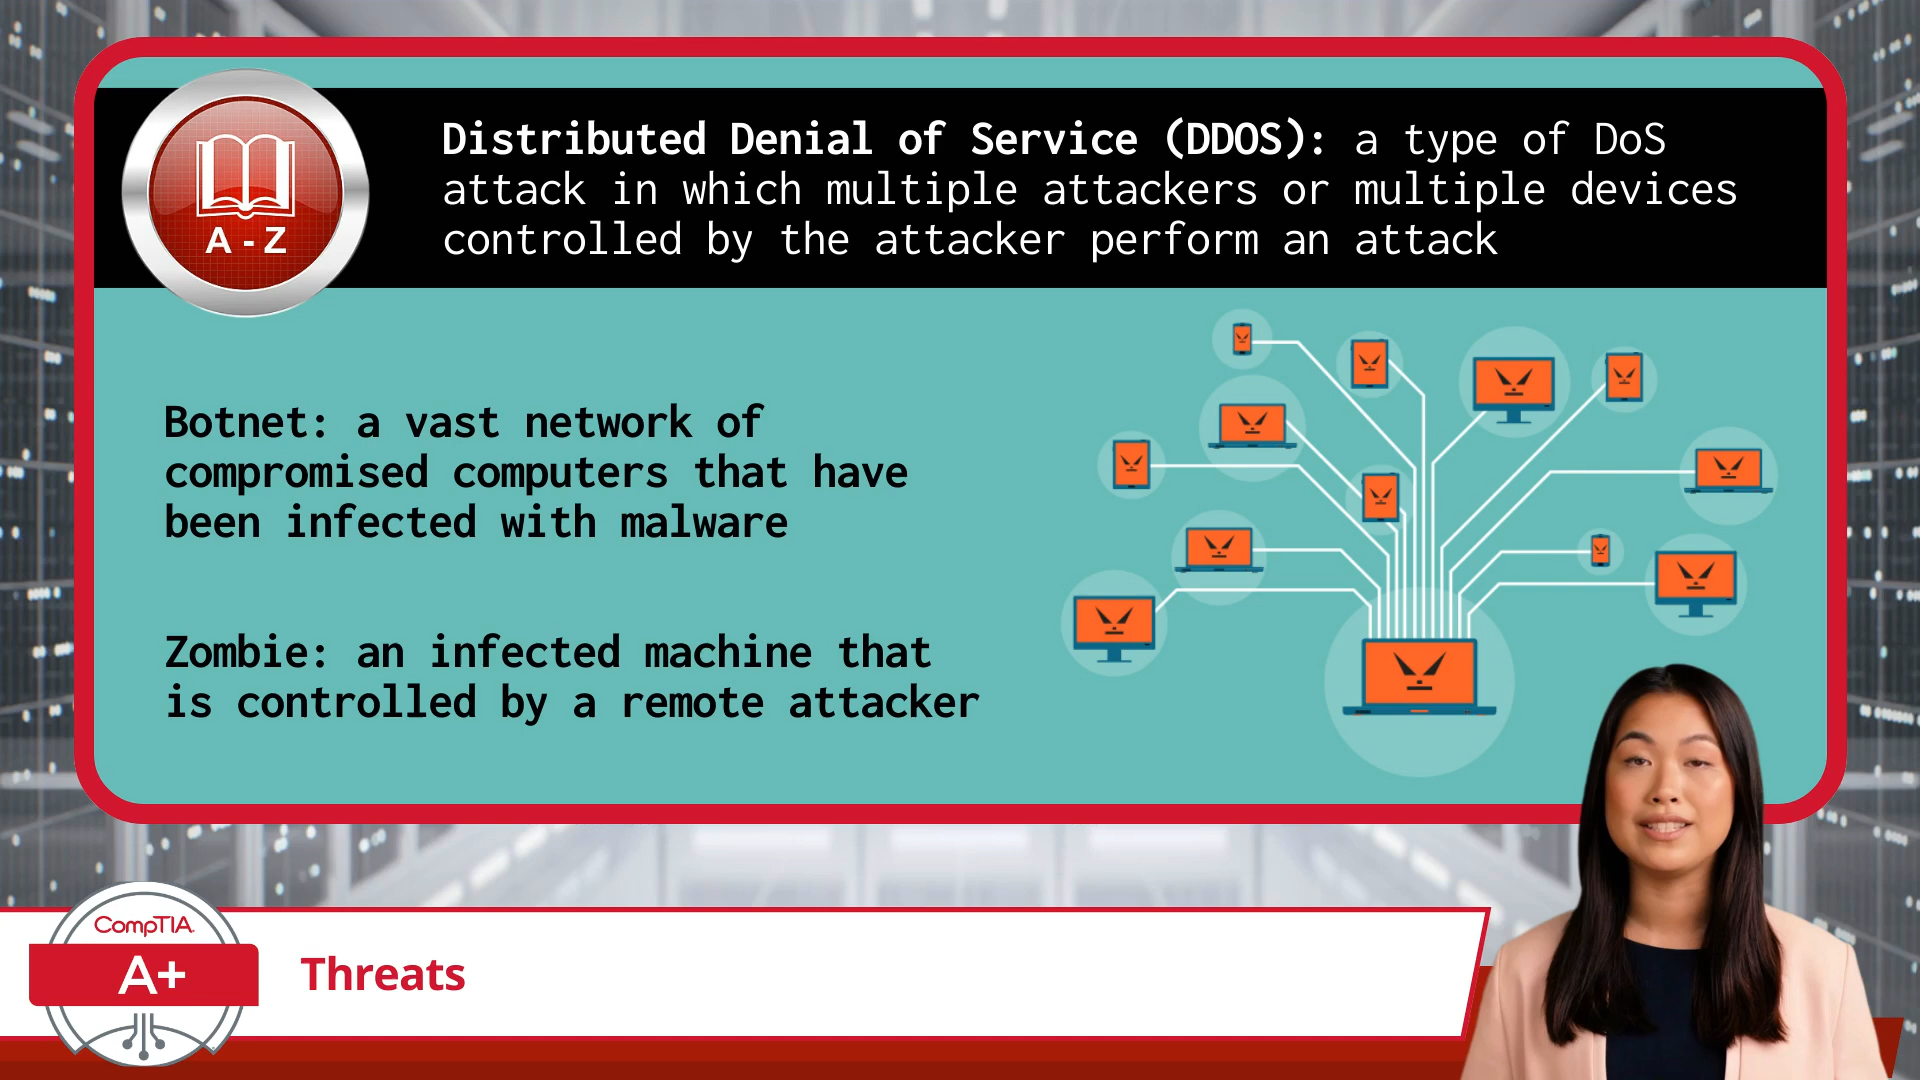 Distributed Denial of Service (DDOS): a type of DoS
attack in which multiple attackers or multiple devices
controlled by the attacker perform an attack
A - Z
Botnet: a vast network of
compromised computers that have
been infected with malware
Zombie: an infected machine that
is controlled by a remote attacker
CompTIA.
A+
Threats